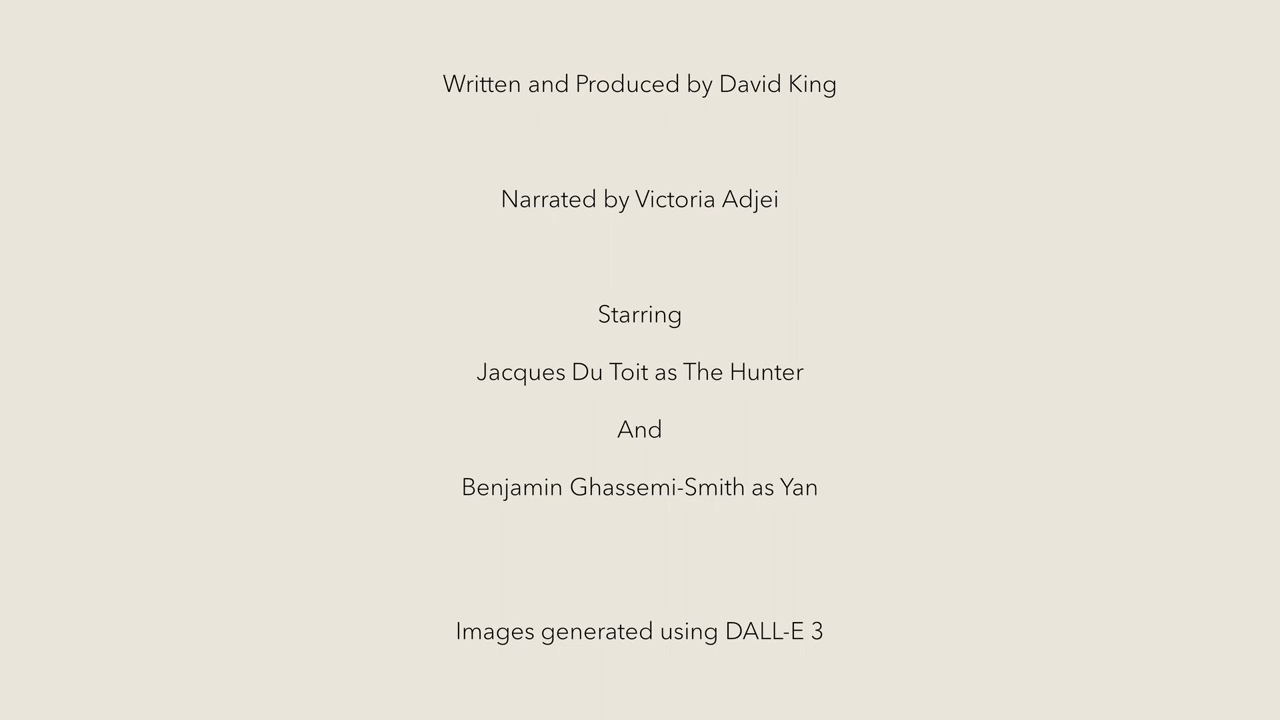 Written and Produced by David King
Narrated by Victoria Adjei
Starring
Jacques Du Toit as The Hunter
And
Benjamin Ghassemi-Smith as Yan
Images generated using DALL-E 3